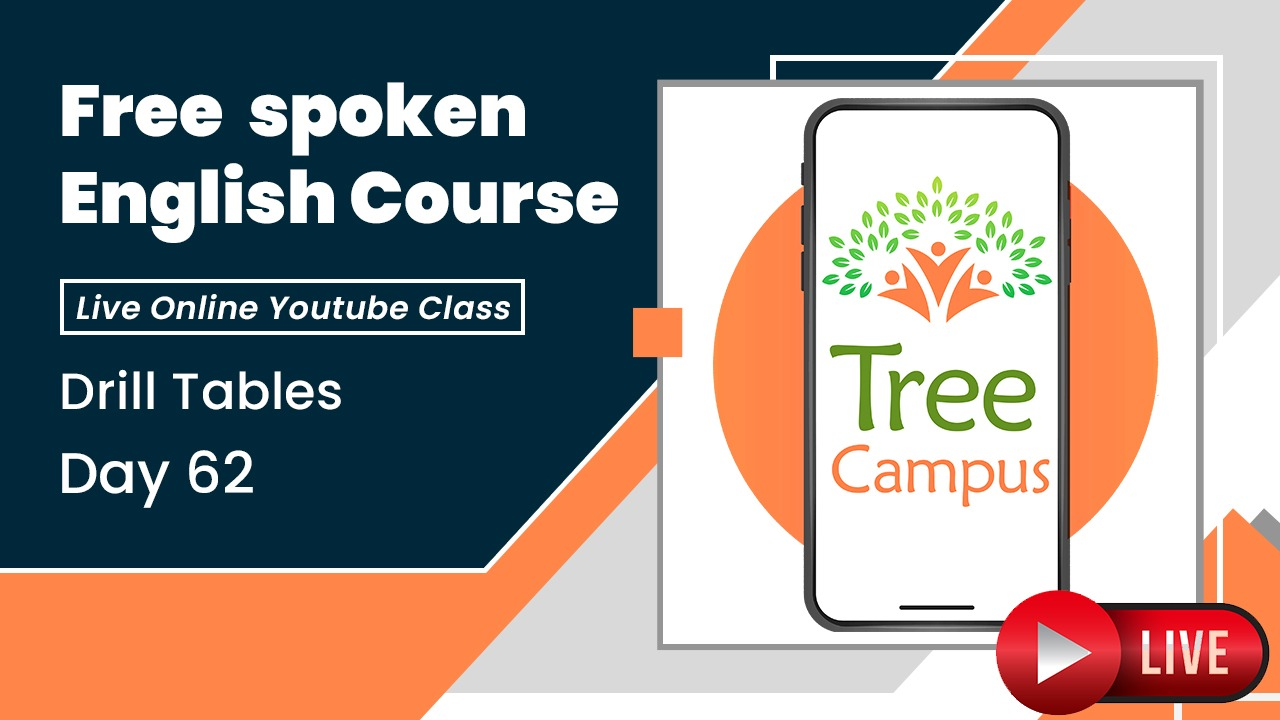 Free spoken
English Course
Live Online Youtube Class
Drill Tables
Day 62
Tree
Campus
LIVE